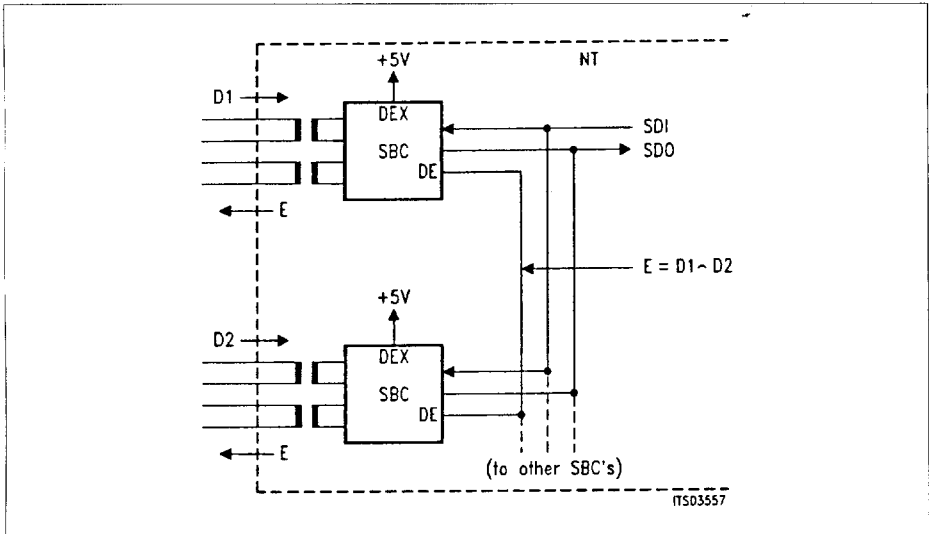 +5V
NT
D1
DEX
SDI
SBC
SDO
DE
E
E = D1 ~ D2
+5V
D2
DEX
SBC
DE
E
(to other SBC's)
ITS03557